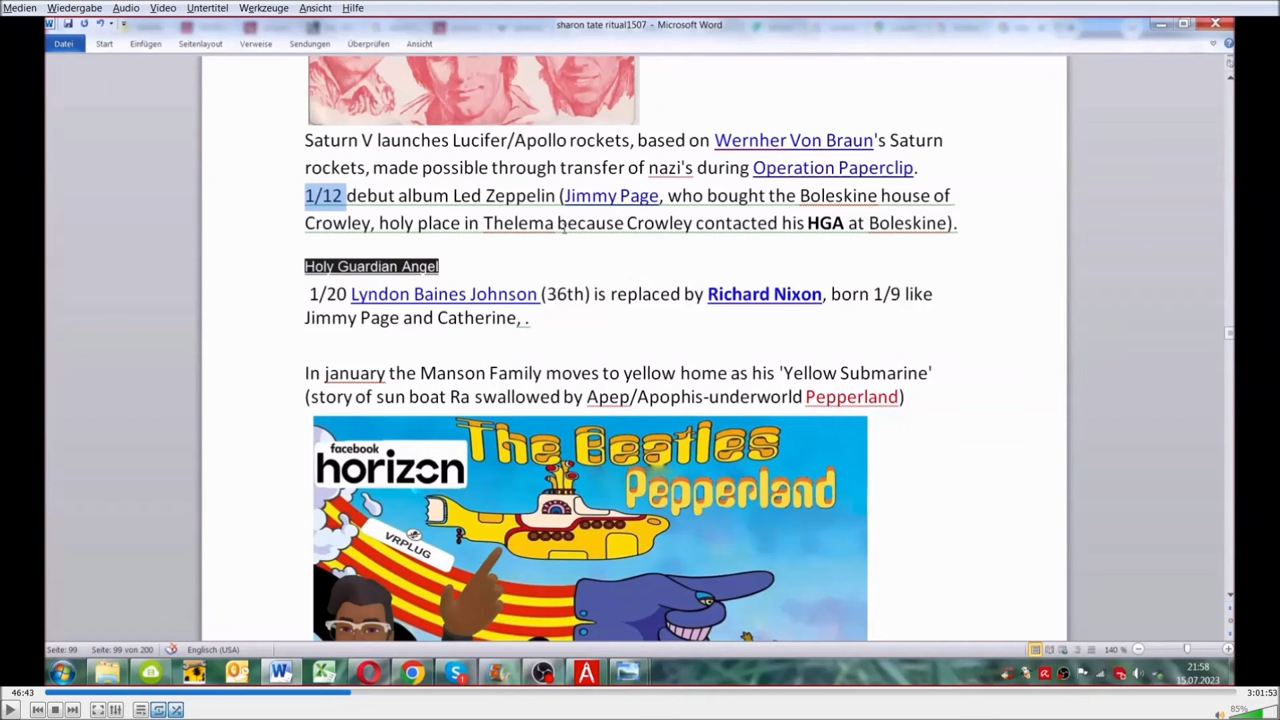 Medien Wiedergabe Audio Video Untertitel Werkzeuge Ansicht Hilfe
sharon tate ritual1507 - Microsoft Word
Datei Start Einfügen Seitenlayout Verweise Sendungen Überprüfen Ansicht
Saturn V launches Lucifer/Apollo rockets, based on Wernher Von Braun's Saturn
rockets, made possible through transfer of nazi's during Operation Paperclip.
1/12 debut album Led Zeppelin (Jimmy Page, who bought the Boleskine house of
Crowley, holy place in Thelema because Crowley contacted his HGA at Boleskine).
Holy Guardian Angel
1/20 Lyndon Baines Johnson (36th) is replaced by Richard Nixon, born 1/9 like
Jimmy Page and Catherine, .
In january the Manson Family moves to yellow home as his 'Yellow Submarine'
(story of sun boat Ra swallowed by Apep/Apophis-underworld Pepperland)
The Beatles
facebook
horizon
Pepperland
VRPLUG
Seite: 99 Seite: 99 von 200 Englisch (USA) 140 %
21:58
15.07.2023
46:43 3:01:53
85%